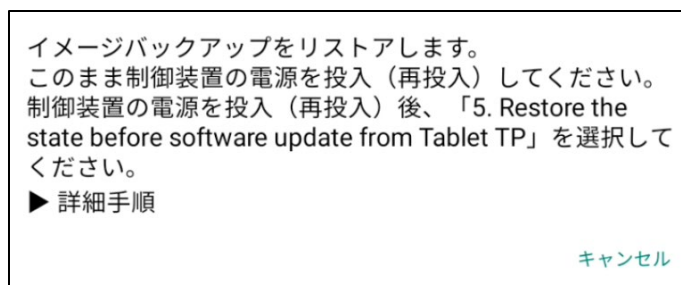 イメージバックアップをリストアします。
このまま制御装置の電源を投入（再投入）してください。
制御装置の電源を投入（再投入）後、「5. Restore the
state before software update from Tablet TP」を選択して
ください。
▶ 詳細手順
キャンセル